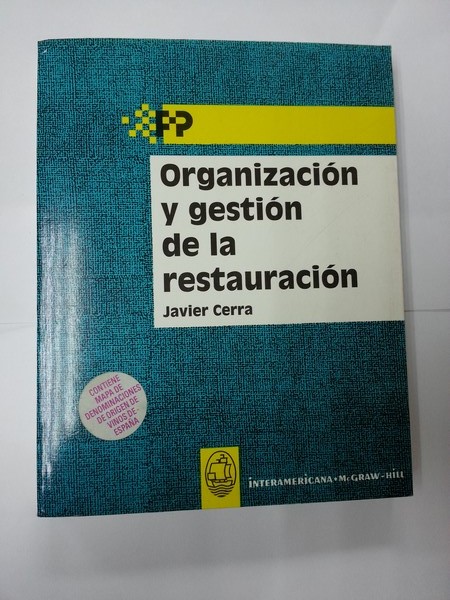 FP
Organización
y gestión
de la
restauración
Javier Cerra
CONTIENE
MAPA DE
DENOMINACIONES
DE ORIGEN DE
VINOS DE
ESPAÑA
INTERAMERICANA • McGRAW-HILL